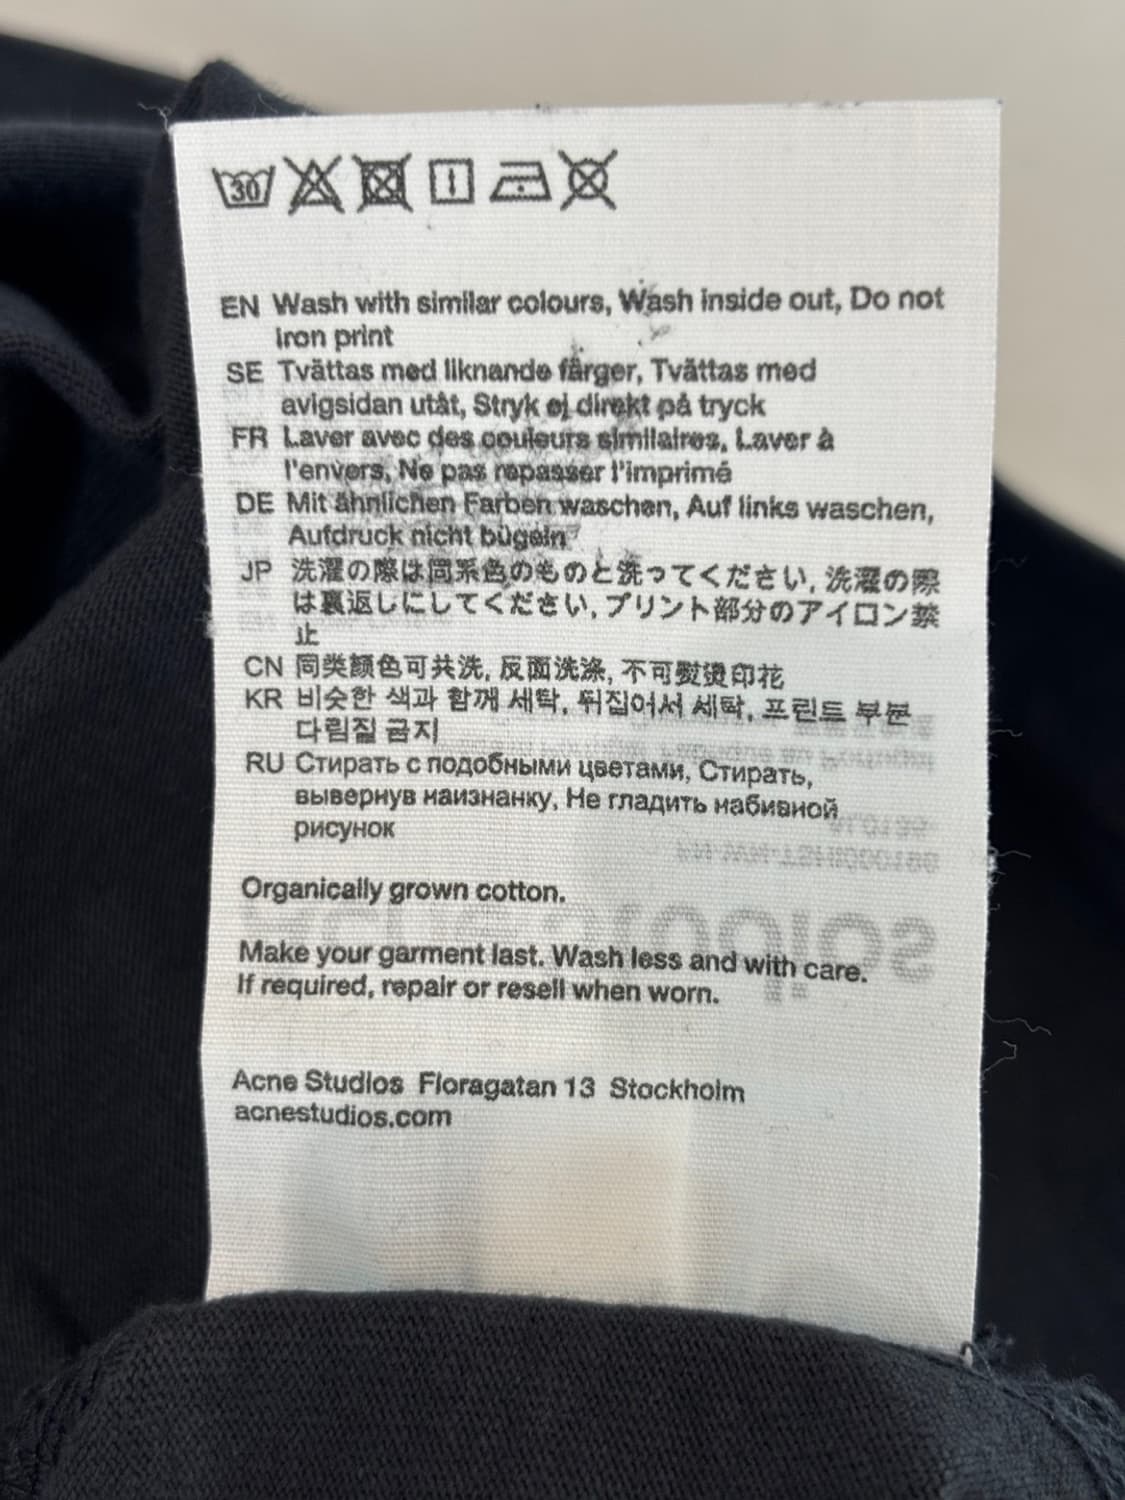 30
EN Wash with similar colours, Wash inside out, Do not
iron print
SE Tvättas med liknande färger, Tvättas med
avigsidan utåt, Stryk ej direkt på tryck
FR Laver avec des couleurs similaires, Laver à
l'envers, Ne pas repasser l'imprimé
DE Mit ähnlichen Farben waschen, Auf links waschen,
Aufdruck nicht bügeln
JP 洗濯の際は同系色のものと洗ってください, 洗濯の際
は裏返しにしてください, プリント部分のアイロン禁
止
CN 同类颜色可共洗, 反面洗涤, 不可熨烫印花
KR 비슷한 색과 함께 세탁, 뒤집어서 세탁, 프린트 부분
다림질 금지
RU Стирать с подобными цветами, Стирать,
вывернув наизнанку, Не гладить набивной
рисунок
Organically grown cotton.
Make your garment last. Wash less and with care.
If required, repair or resell when worn.
Acne Studios Floragatan 13 Stockholm
acnestudios.com